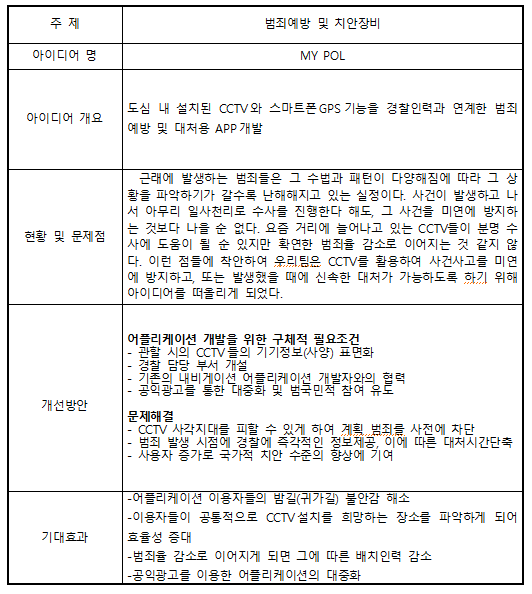 주 제
범죄예방 및 치안장비
아이디어 명
MY POL
아이디어 개요
도심 내 설치된 CCTV와 스마트폰 GPS 기능을 경찰인력과 연계한 범죄
예방 및 대처용 APP개발
현황 및 문제점
근래에 발생하는 범죄들은 그 수법과 패턴이 다양해짐에 따라 그 상
황을 파악하기가 갈수록 난해해지고 있는 실정이다. 사건이 발생하고 나
서 아무리 일사천리로 수사를 진행한다 해도, 그 사건을 미연에 방지하
는 것보다 나을 순 없다. 요즘 거리에 늘어나고 있는 CCTV들이 분명 수
사에 도움이 될 순 있지만 확연한 범죄율 감소로 이어지는 것 같지 않
다. 이런 점들에 착안하여 우리팀은 CCTV를 활용하여 사건사고를 미연
에 방지하고, 또는 발생했을 때에 신속한 대처가 가능하도록 하기 위해
아이디어를 떠올리게 되었다.
개선방안
어플리케이션 개발을 위한 구체적 필요조건
- 관할 시의 CCTV들의 기기정보(사양) 표면화
- 경찰 담당 부서 개설
- 기존의 내비게이션 어플리케이션 개발자와의 협력
- 공익광고를 통한 대중화 및 범국민적 참여 유도
문제해결
- CCTV 사각지대를 피할 수 있게 하여 계획 범죄를 사전에 차단
- 범죄 발생 시점에 경찰에 즉각적인 정보제공, 이에 따른 대처시간단축
- 사용자 증가로 국가적 치안 수준의 향상에 기여
기대효과
-어플리케이션 이용자들의 밤길(귀가길) 불안감 해소
-이용자들이 공통적으로 CCTV설치를 희망하는 장소를 파악하게 되어
효율성 증대
-범죄율 감소로 이어지게 되면 그에 따른 배치인력 감소
-공익광고를 이용한 어플리케이션의 대중화